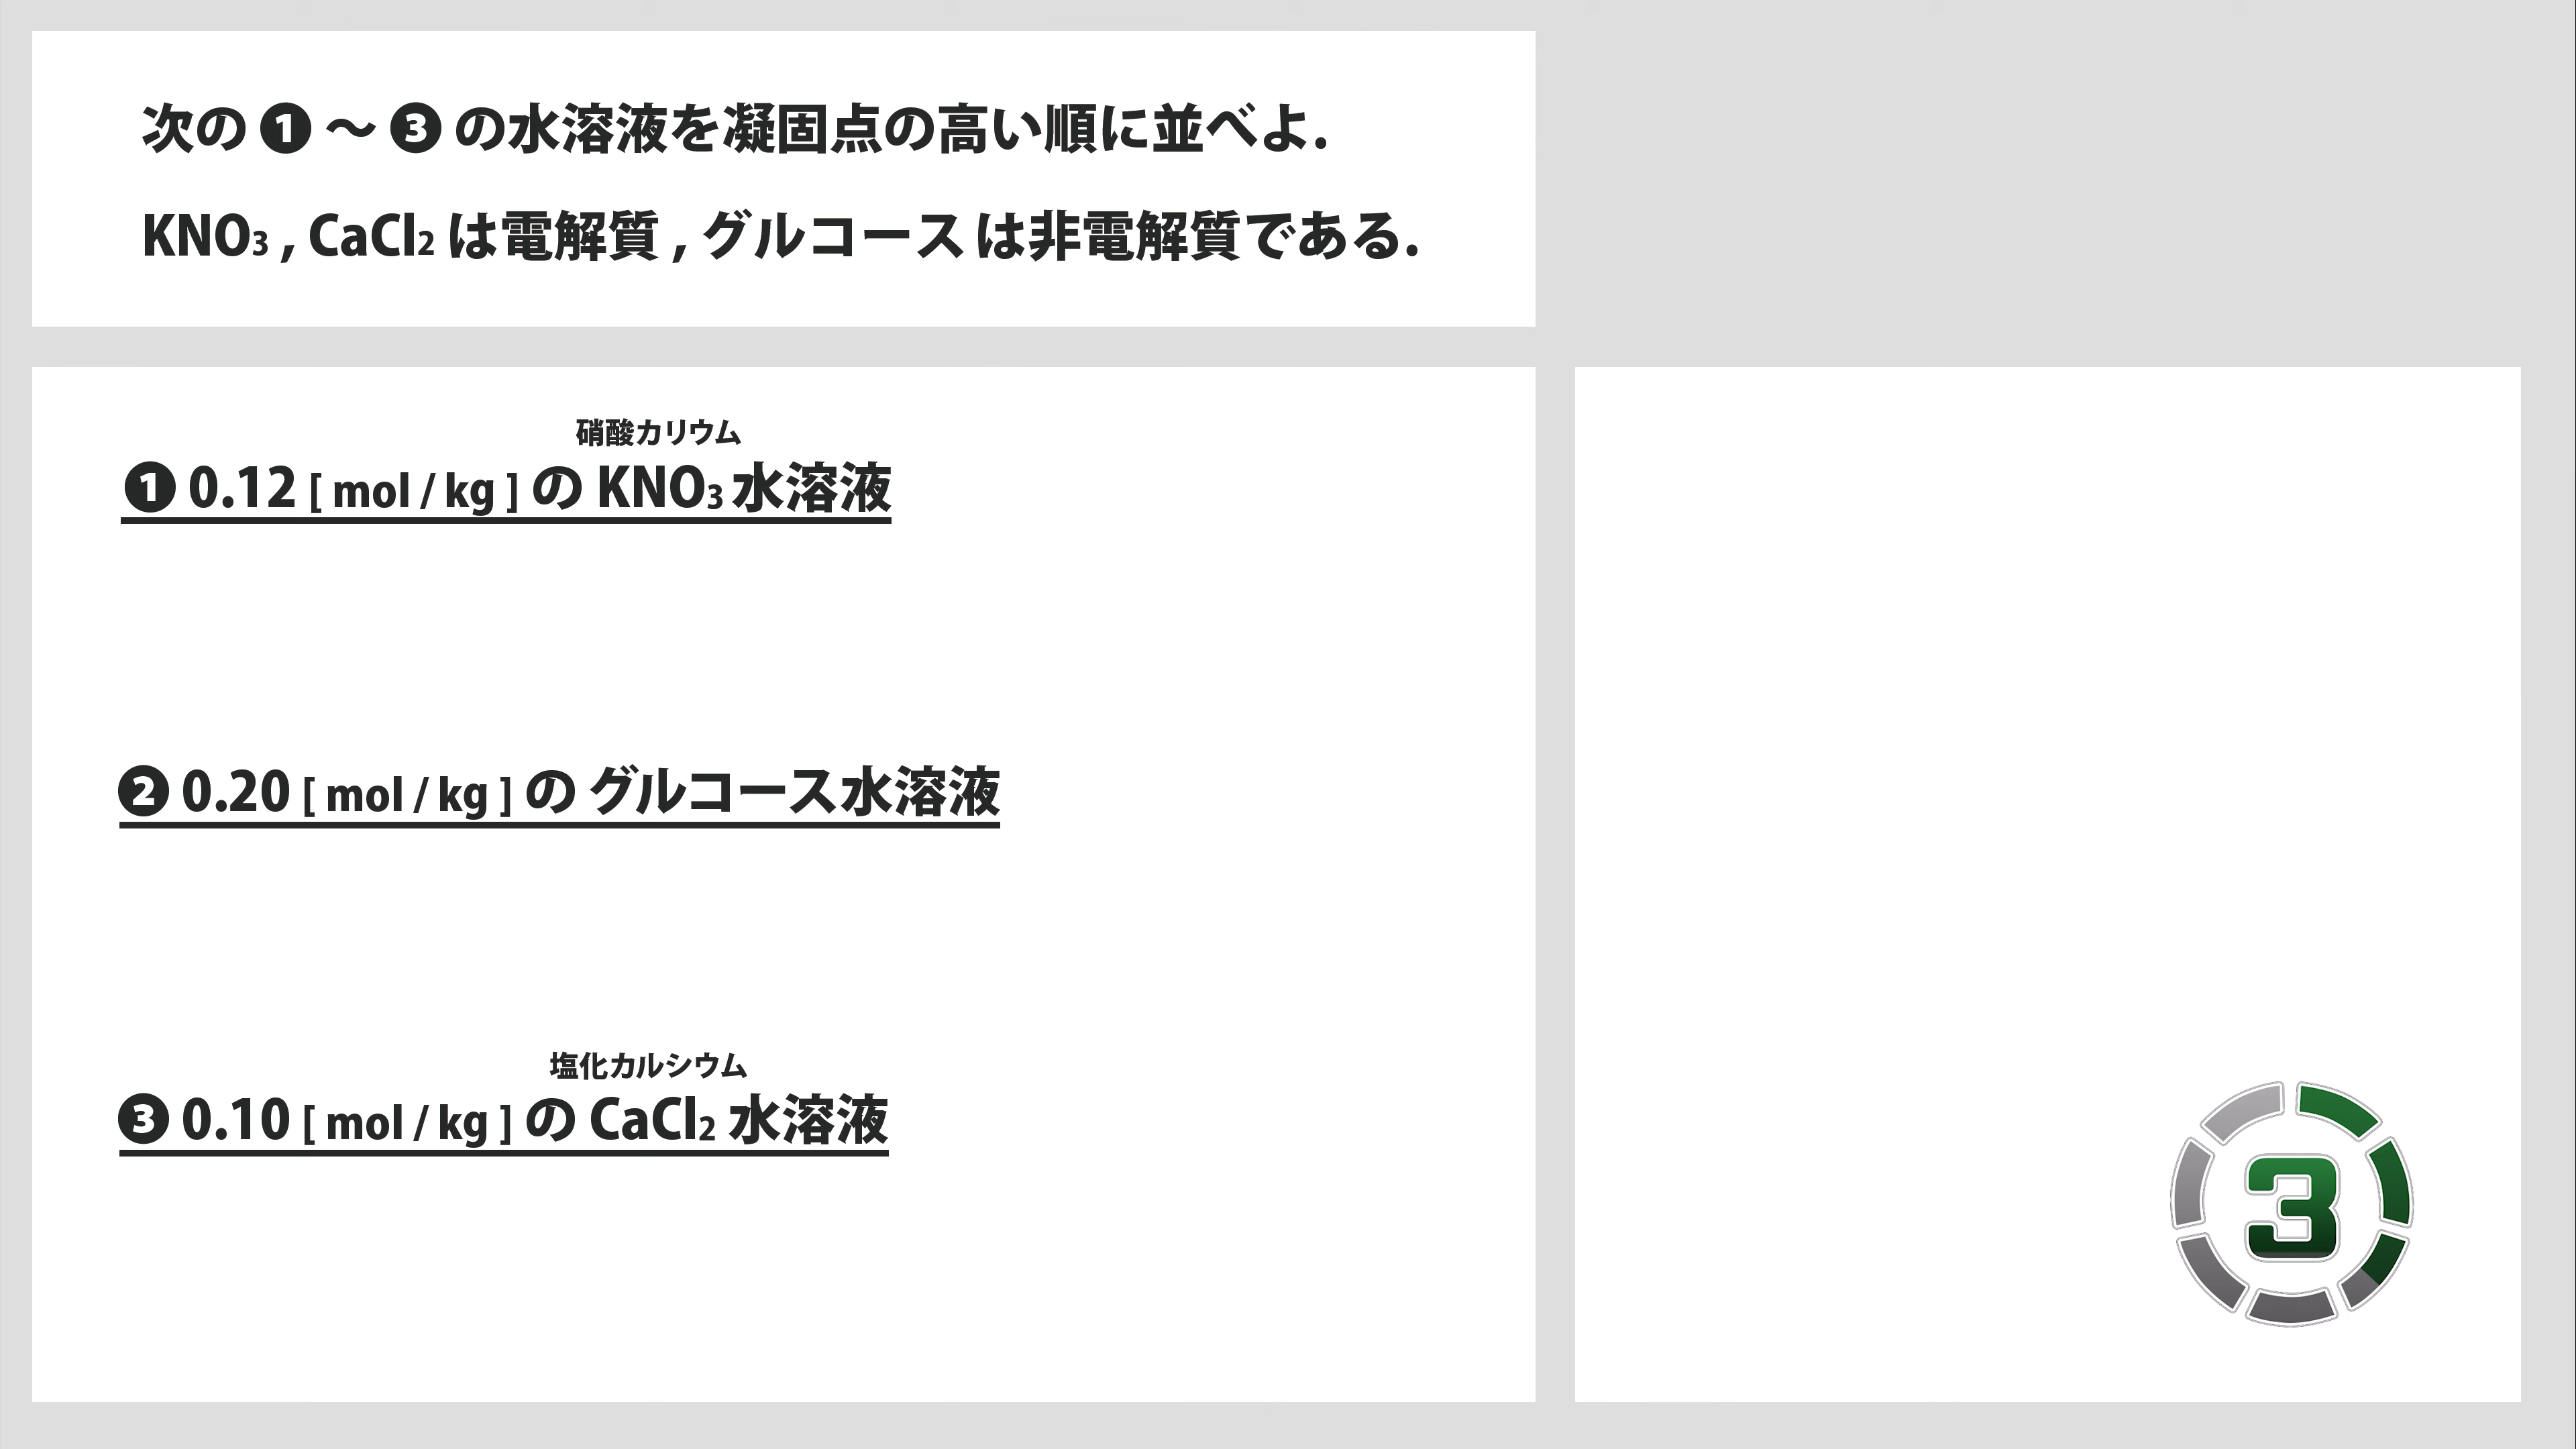 次の ❶ ～ ❸ の水溶液を凝固点の高い順に並べよ.
KNO₃ , CaCl₂ は電解質 , グルコースは非電解質である.
硝酸カリウム
❶ 0.12 [ mol / kg ] の KNO₃ 水溶液
❷ 0.20 [ mol / kg ] の グルコース水溶液
塩化カルシウム
❸ 0.10 [ mol / kg ] の CaCl₂ 水溶液
3